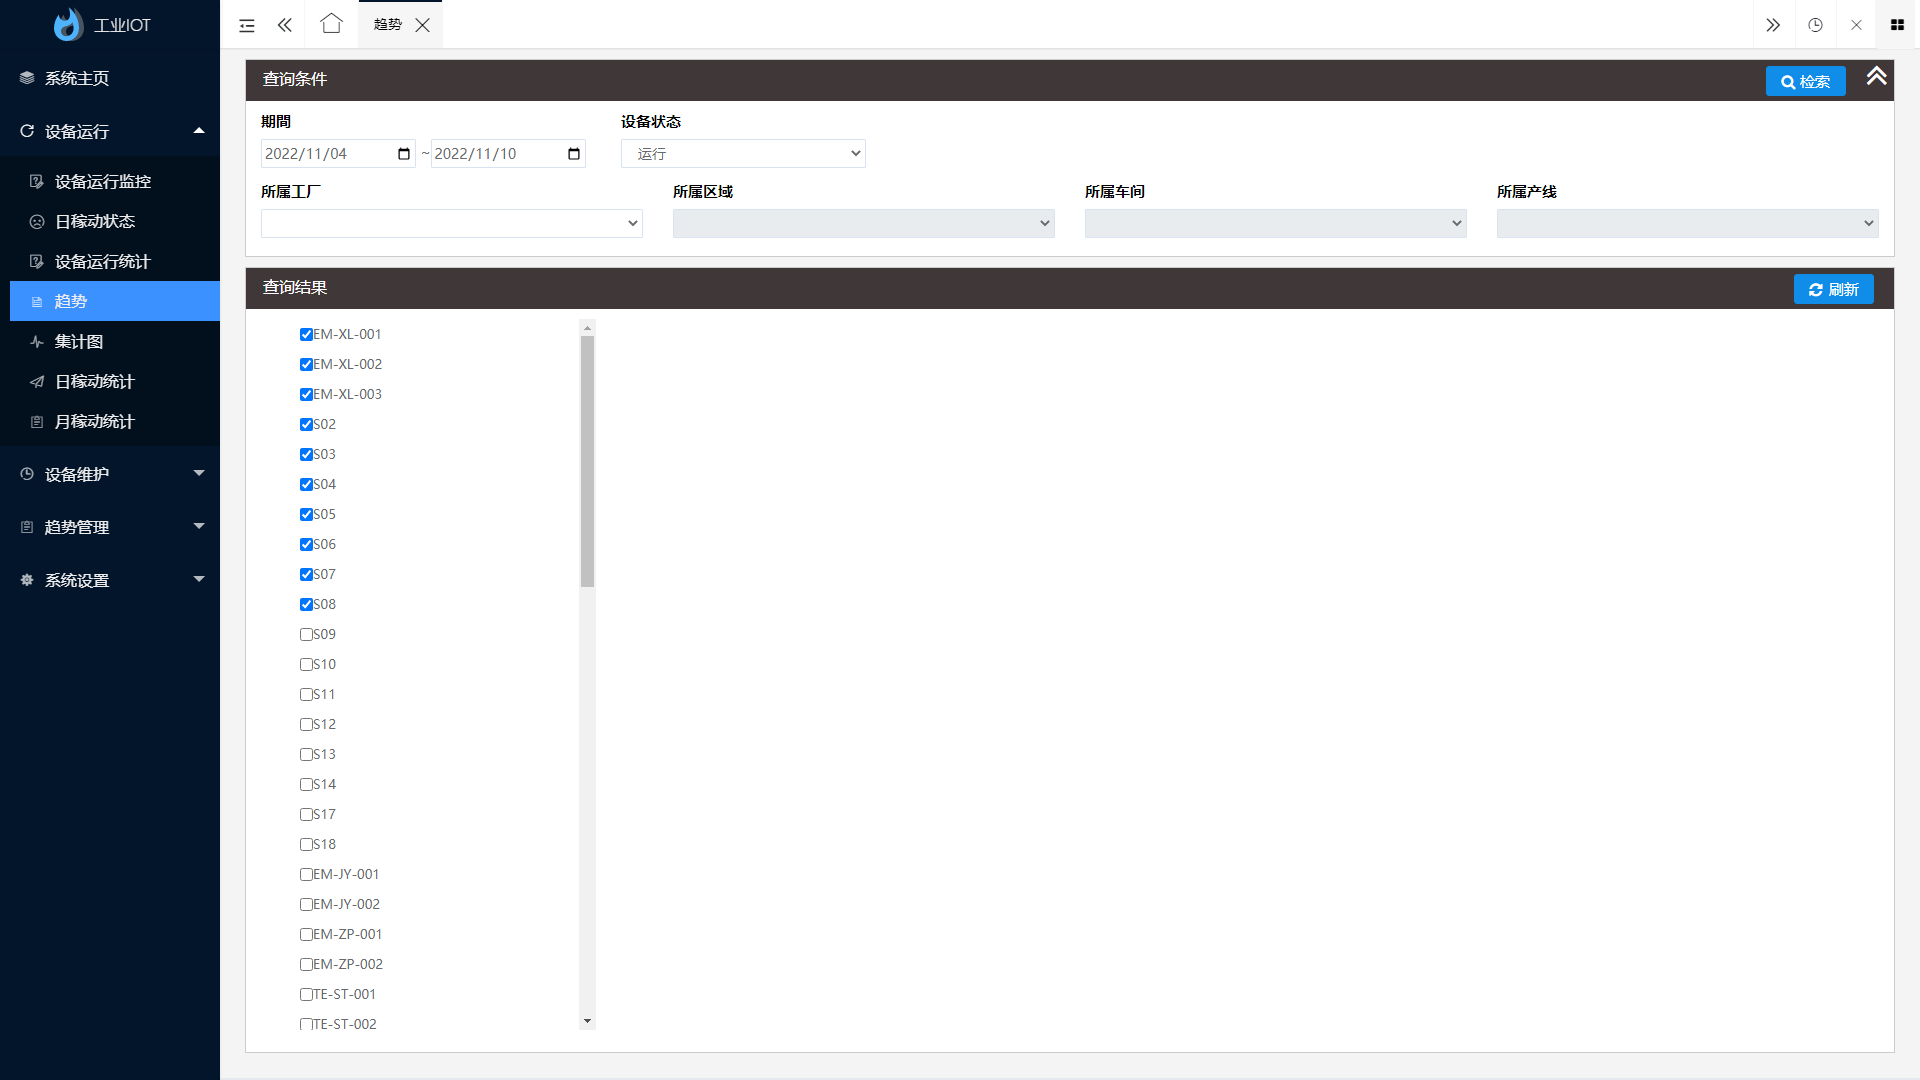 工业IOT
趋势
系统主页
设备运行
设备运行监控
日稼动状态
设备运行统计
趋势
集计图
日稼动统计
月稼动统计
设备维护
趋势管理
系统设置
查询条件
检索
期間
设备状态
2022/11/04 ~ 2022/11/10
运行
所属工厂
所属区域
所属车间
所属产线
查询结果
刷新
EM-XL-001
EM-XL-002
EM-XL-003
S02
S03
S04
S05
S06
S07
S08
S09
S10
S11
S12
S13
S14
S17
S18
EM-JY-001
EM-JY-002
EM-ZP-001
EM-ZP-002
TE-ST-001
TE-ST-002